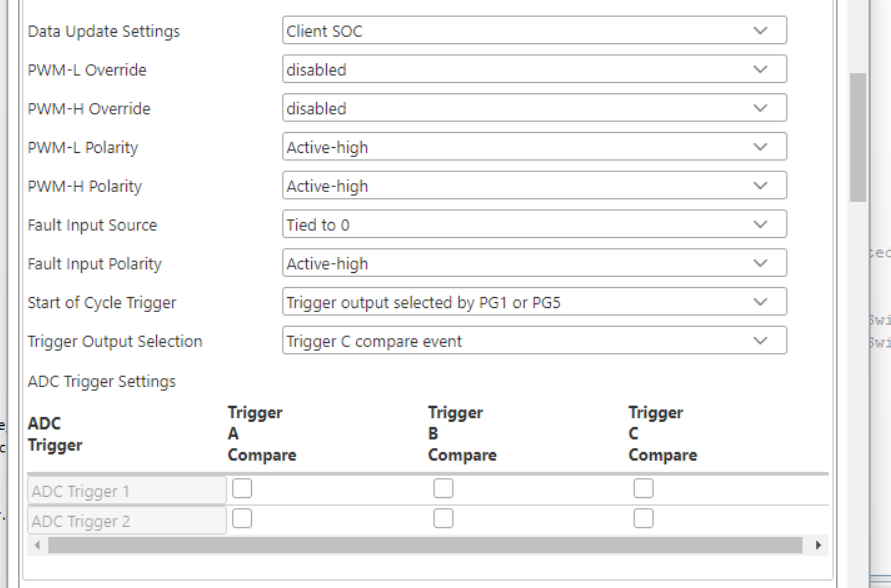 Data Update Settings Client SOC
PWM-L Override disabled
PWM-H Override disabled
PWM-L Polarity Active-high
PWM-H Polarity Active-high
Fault Input Source Tied to 0
Fault Input Polarity Active-high
Start of Cycle Trigger Trigger output selected by PG1 or PG5
Trigger Output Selection Trigger C compare event
ADC Trigger Settings
ADC Trigger Trigger A Compare Trigger B Compare Trigger C Compare
ADC Trigger 1
ADC Trigger 2